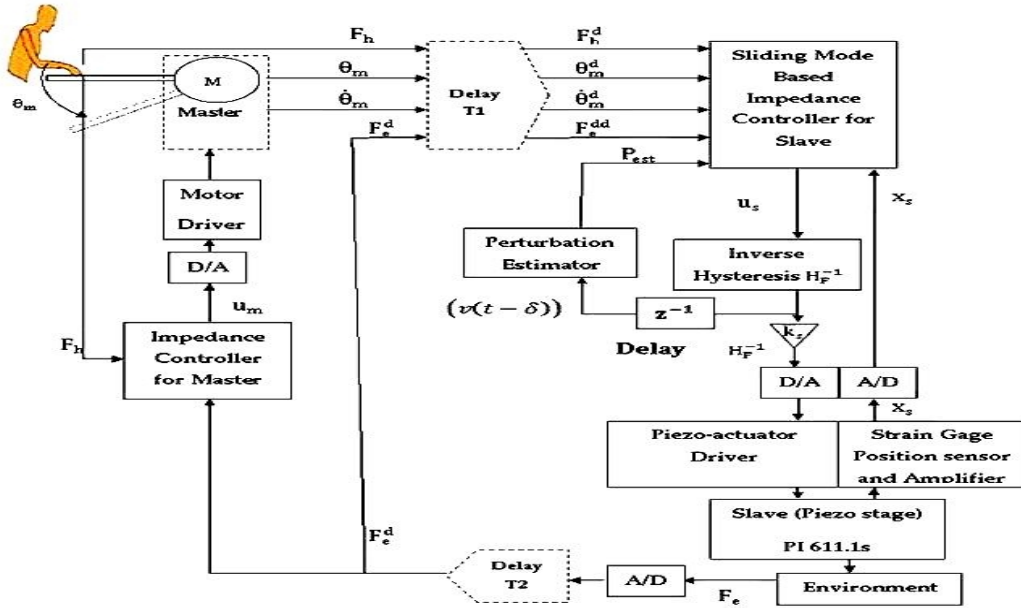 F_h
F_h^d
θ_m
θ_m^d
θ̇_m
θ̇_m^d
F_e^d
F_e^dd
P_est
Delay
T1
Sliding Mode
Based
Impedance
Controller for
Slave
θ_m
M
Master
Motor
Driver
D/A
u_m
F_h
Impedance
Controller
for Master
u_s
x_s
Perturbation
Estimator
Inverse
Hysteresis H_F^-1
(v(t − δ))
z^-1
Delay
k_s
H_F^-1
D/A
A/D
x_s
Piezo-actuator
Driver
Strain Gage
Position sensor
and Amplifier
Slave (Piezo stage)
PI 611.1s
F_e^d
Delay
T2
A/D
F_e
Environment